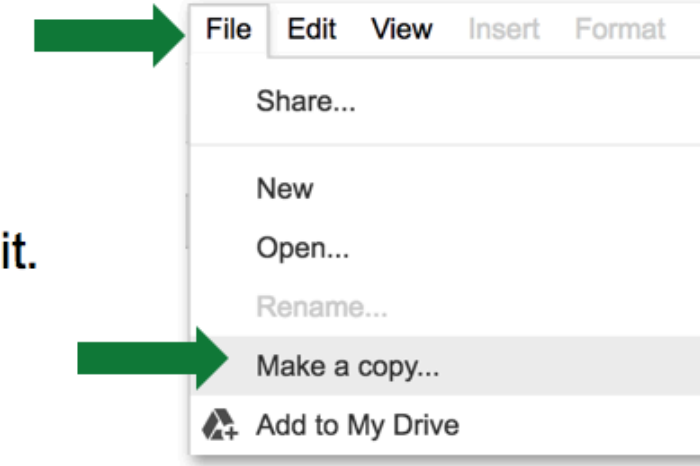 File Edit View Insert Format
Share...
New
Open...
it.
Rename...
Make a copy...
Add to My Drive